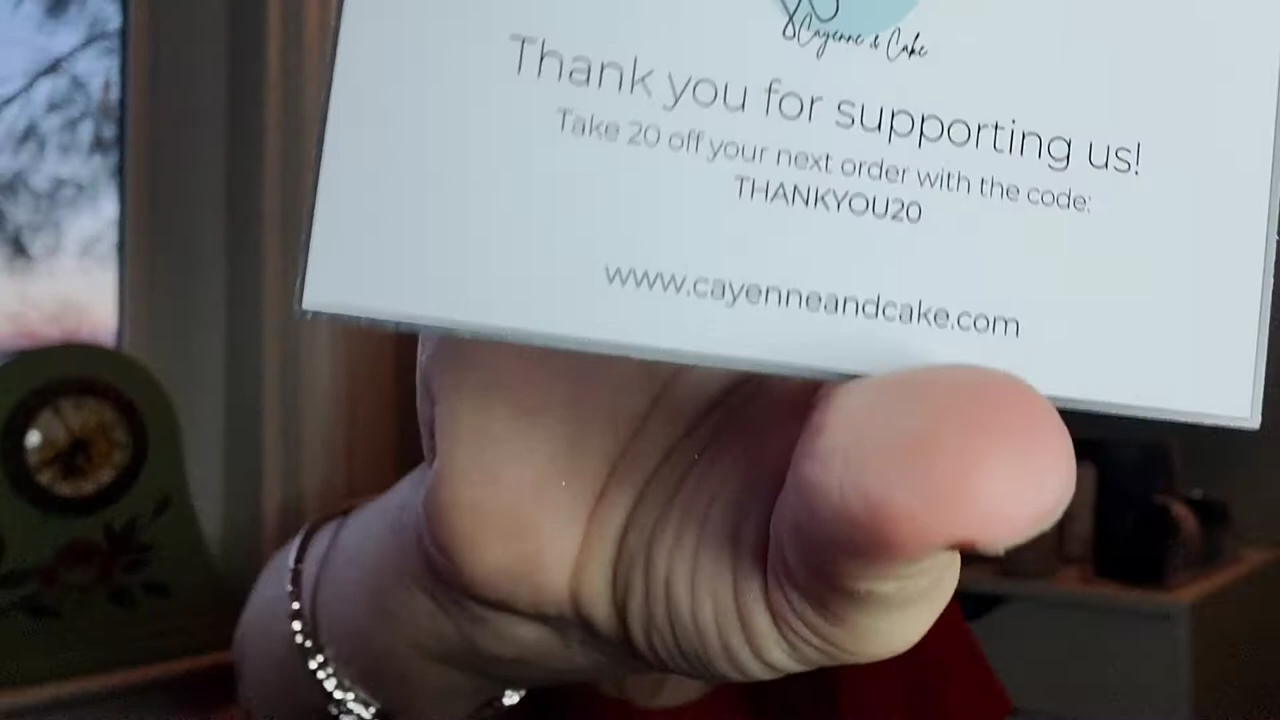 Cayenne & Cake
Thank you for supporting us!
Take 20 off your next order with the code:
THANKYOU20
www.cayenneandcake.com